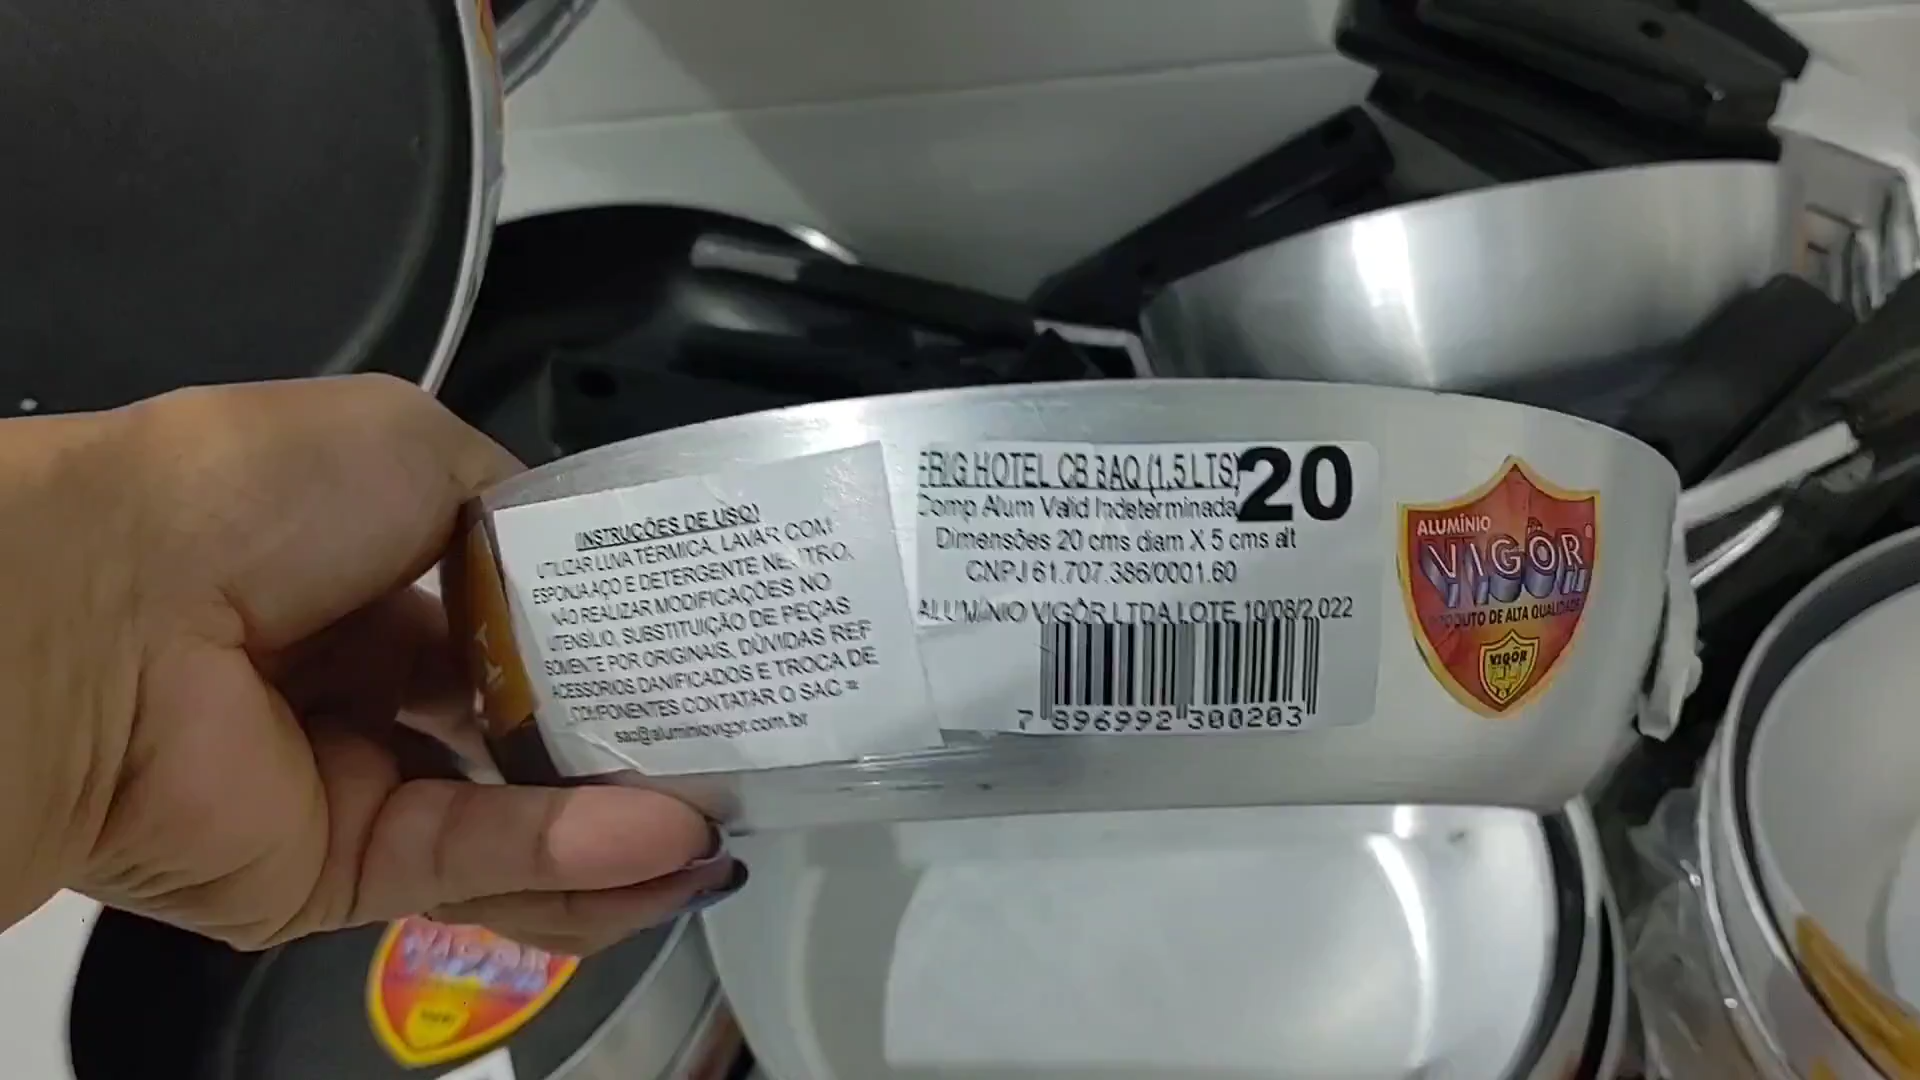 (INSTRUÇÕES DE USO)
UTILIZAR LUVA TÉRMICA, LAVAR COM
ESPONJA AÇO E DETERGENTE NEUTRO,
NÃO REALIZAR MODIFICAÇÕES NO
UTENSÍLIO, SUBSTITUIÇÃO DE PEÇAS
SOMENTE POR ORIGINAIS, DÚVIDAS REF
ACESSÓRIOS DANIFICADOS E TROCA DE
COMPONENTES CONTATAR O SAC =
sac@aluminiovigor.com.br
FRIG HOTEL CB BAQ (1,5 LTS) 20
Comp Alum Valid Indeterminada
Dimensões 20 cms diam X 5 cms alt
CNPJ 61.707.386/0001.60
ALUMÍNIO VIGÔR LTDA LOTE 10/08/2.022
7 896992 300203
ALUMÍNIO
VIGÔR®
PRODUTO DE ALTA QUALIDADE
VIGÔR
VIGÔR